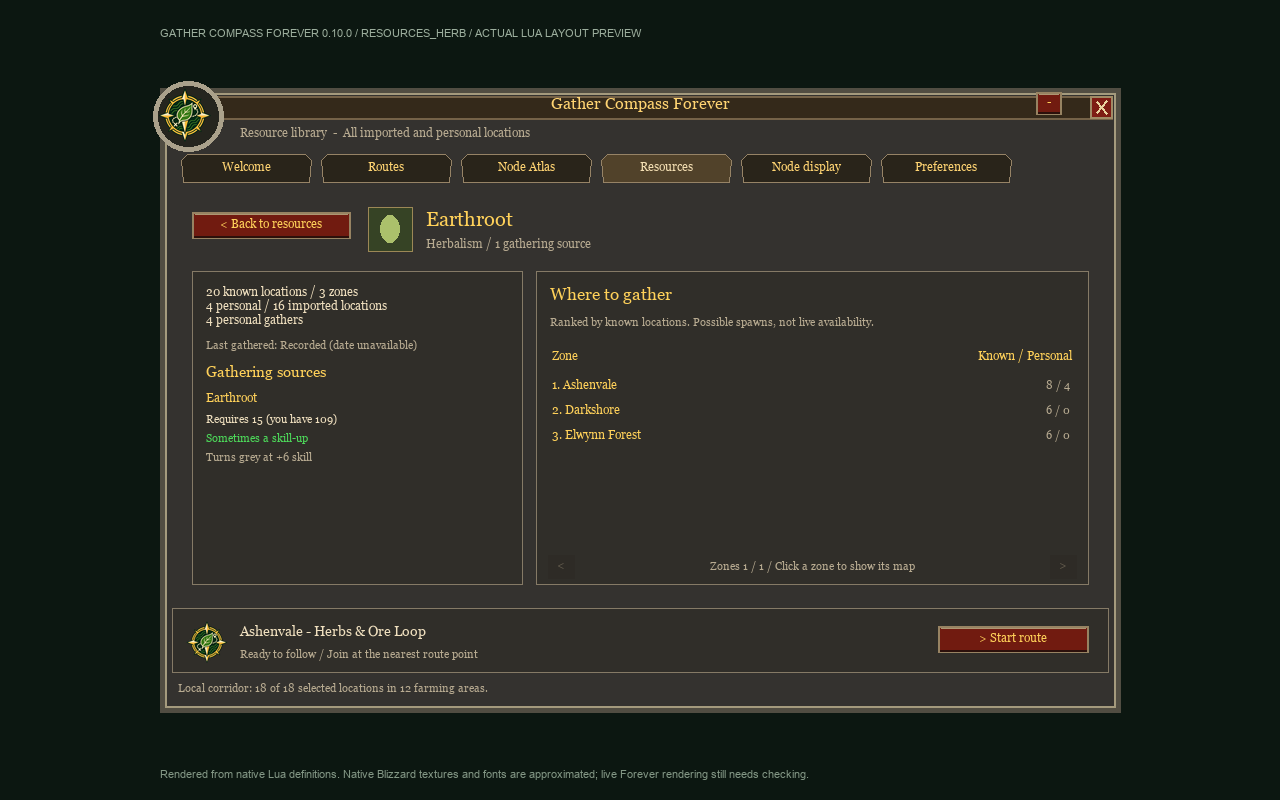 GATHER COMPASS FOREVER 0.10.0 / RESOURCES_HERB / ACTUAL LUA LAYOUT PREVIEW
Gather Compass Forever
-
X
Resource library - All imported and personal locations
Welcome
Routes
Node Atlas
Resources
Node display
Preferences
< Back to resources
Earthroot
Herbalism / 1 gathering source
20 known locations / 3 zones
4 personal / 16 imported locations
4 personal gathers
Last gathered: Recorded (date unavailable)
Gathering sources
Earthroot
Requires 15 (you have 109)
Sometimes a skill-up
Turns grey at +6 skill
Where to gather
Ranked by known locations. Possible spawns, not live availability.
Zone Known / Personal
1. Ashenvale 8 / 4
2. Darkshore 6 / 0
3. Elwynn Forest 6 / 0
< Zones 1 / 1 / Click a zone to show its map >
Ashenvale - Herbs & Ore Loop
Ready to follow / Join at the nearest route point
> Start route
Local corridor: 18 of 18 selected locations in 12 farming areas.
Rendered from native Lua definitions. Native Blizzard textures and fonts are approximated; live Forever rendering still needs checking.